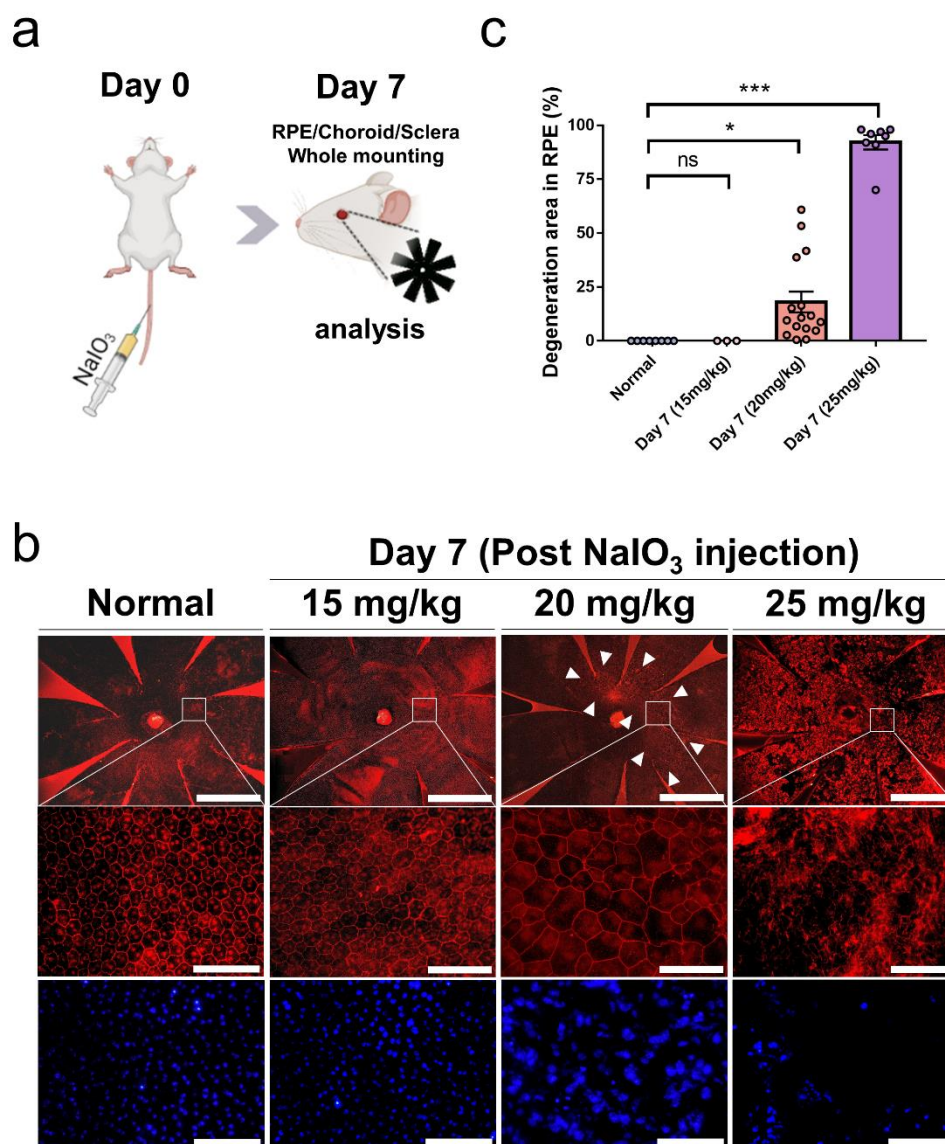 a
Day 0
NaIO₃
Day 7
RPE/Choroid/Sclera
Whole mounting
analysis
c
Degeneration area in RPE (%)
100
75
50
25
0
***
*
ns
Normal
Day 7 (15mg/kg)
Day 7 (20mg/kg)
Day 7 (25mg/kg)
b
Day 7 (Post NaIO₃ injection)
Normal
15 mg/kg
20 mg/kg
25 mg/kg